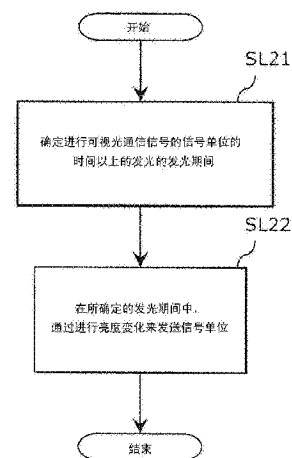 开始
SL21
确定进行可视光通信信号的信号单位的
时间以上的发光的发光期间
SL22
在所确定的发光期间中,
通过进行亮度变化来发送信号单位
结束